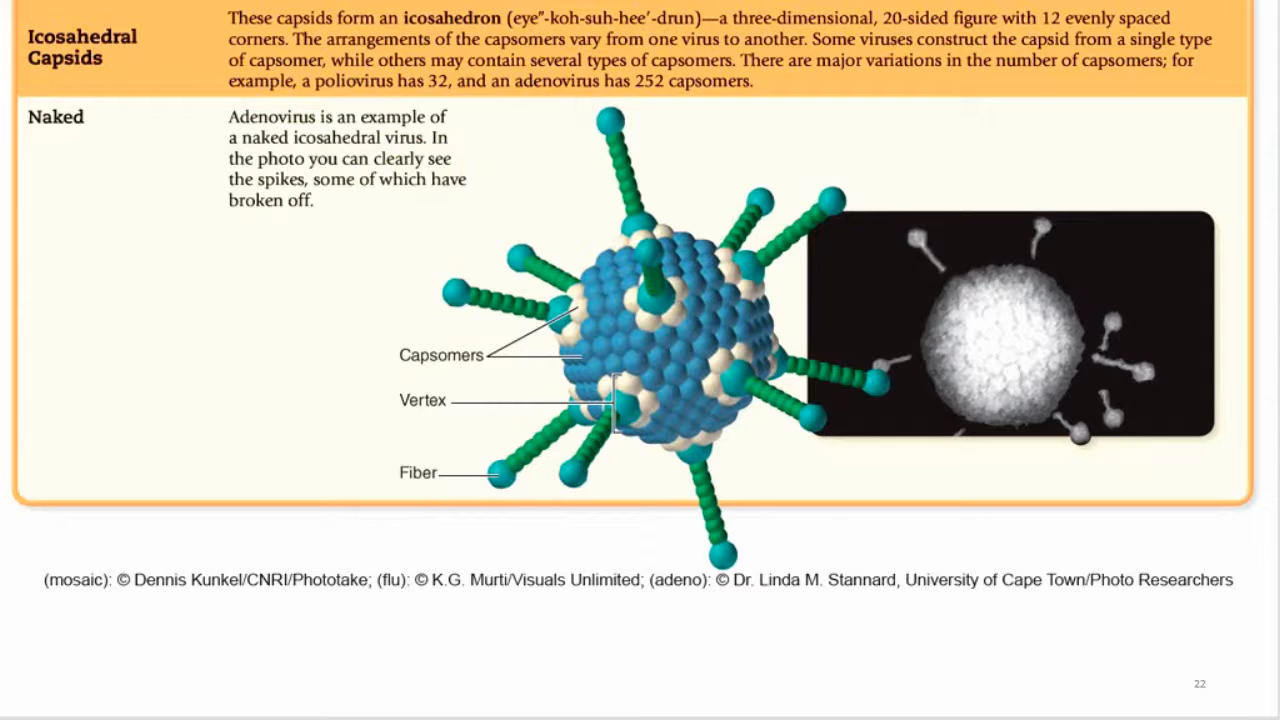 Icosahedral
Capsids
These capsids form an icosahedron (eye″-koh-suh-hee′-drun)—a three-dimensional, 20-sided figure with 12 evenly spaced
corners. The arrangements of the capsomers vary from one virus to another. Some viruses construct the capsid from a single type
of capsomer, while others may contain several types of capsomers. There are major variations in the number of capsomers; for
example, a poliovirus has 32, and an adenovirus has 252 capsomers.
Naked
Adenovirus is an example of
a naked icosahedral virus. In
the photo you can clearly see
the spikes, some of which have
broken off.
Capsomers
Vertex
Fiber
(mosaic): © Dennis Kunkel/CNRI/Phototake; (flu): © K.G. Murti/Visuals Unlimited; (adeno): © Dr. Linda M. Stannard, University of Cape Town/Photo Researchers
22